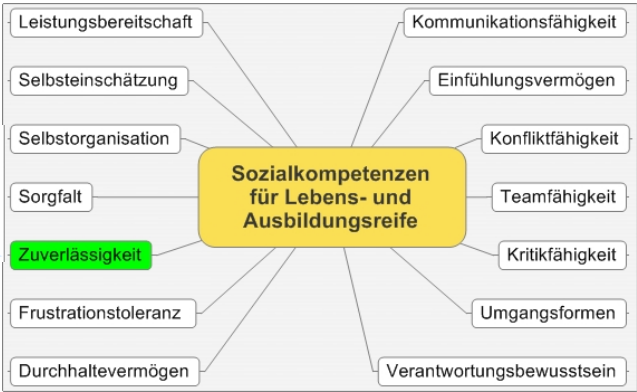 Leistungsbereitschaft
Selbsteinschätzung
Selbstorganisation
Sorgfalt
Zuverlässigkeit
Frustrationstoleranz
Durchhaltevermögen
Sozialkompetenzen
für Lebens- und
Ausbildungsreife
Kommunikationsfähigkeit
Einfühlungsvermögen
Konfliktfähigkeit
Teamfähigkeit
Kritikfähigkeit
Umgangsformen
Verantwortungsbewusstsein